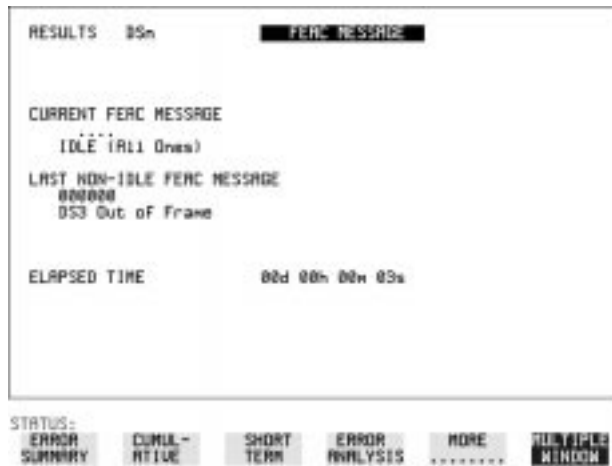 RESULTS DSn FEAC MESSAGE
CURRENT FEAC MESSAGE
....
IDLE (All Ones)
LAST NON-IDLE FEAC MESSAGE
000000
DS3 Out of Frame
ELAPSED TIME 00d 00h 00m 03s
STATUS:
ERROR SUMMARY CUMUL-ATIVE SHORT TERM ERROR ANALYSIS MORE ........ MULTIPLE WINDOW